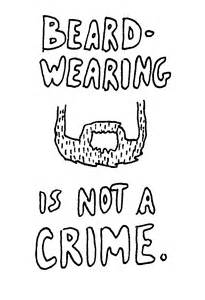 BEARD-
WEARING
IS NOT A
CRIME.